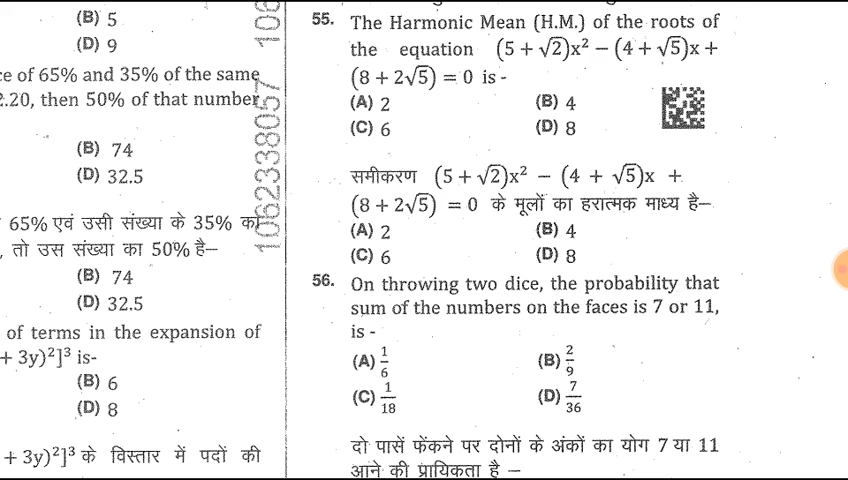 (B) 5
(D) 9
ce of 65% and 35% of the same
2.20, then 50% of that number
(B) 74
(D) 32.5
65% एवं उसी संख्या के 35% का
, तो उस संख्या का 50% है–
(B) 74
(D) 32.5
of terms in the expansion of
+ 3y)²]³ is-
(B) 6
(D) 8
+ 3y)²]³ के विस्तार में पदों की
1062338057 106
55. The Harmonic Mean (H.M.) of the roots of
the equation (5 + √2)x² − (4 + √5)x +
(8 + 2√5) = 0 is -
(A) 2 (B) 4
(C) 6 (D) 8
समीकरण (5 + √2)x² − (4 + √5)x +
(8 + 2√5) = 0 के मूलों का हरात्मक माध्य है–
(A) 2 (B) 4
(C) 6 (D) 8
56. On throwing two dice, the probability that
sum of the numbers on the faces is 7 or 11,
is -
(A) 1/6 (B) 2/9
(C) 1/18 (D) 7/36
दो पासें फेंकने पर दोनों के अंकों का योग 7 या 11
आने की प्रायिकता है –